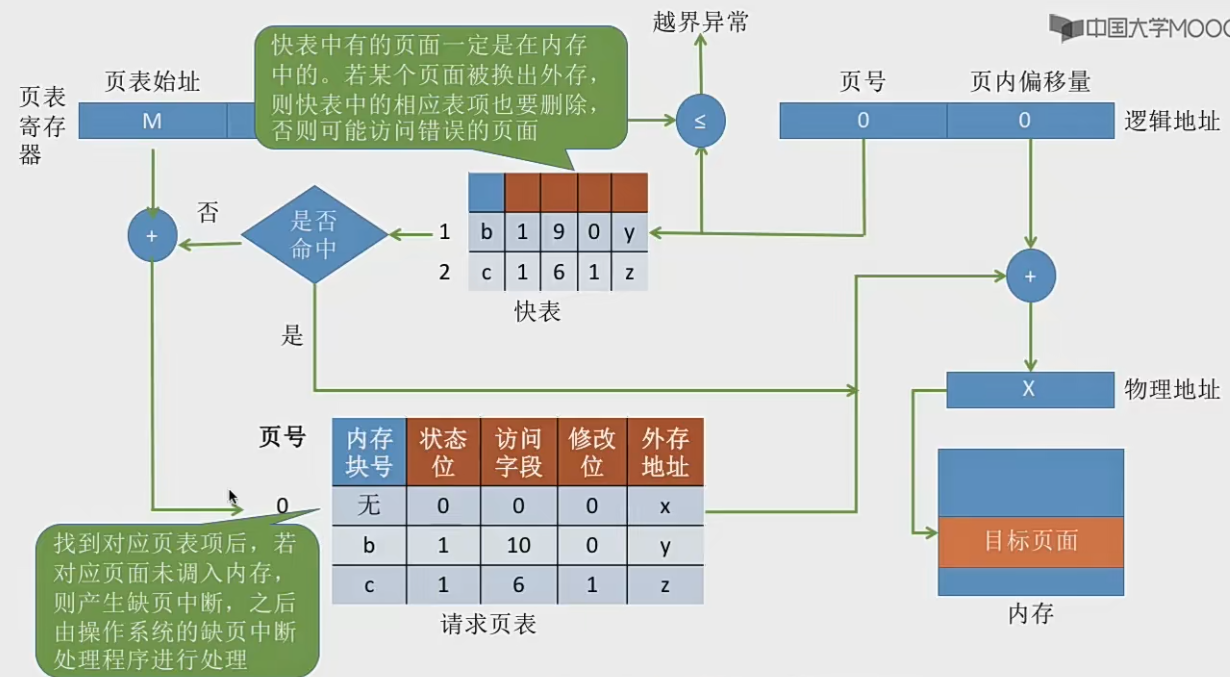 越界异常
中国大学MOOC
快表中有的页面一定是在内存
中的。若某个页面被换出外存，
则快表中的相应表项也要删除，
否则可能访问错误的页面
页表
寄存
器
页表始址
M
≤
页号 页内偏移量
0 0 逻辑地址
+
否
是否
命中
1 b 1 9 0 y
2 c 1 6 1 z
快表
+
是
X 物理地址
页号
内存块号 状态位 访问字段 修改位 外存地址
0 无 0 0 0 x
b 1 10 0 y
c 1 6 1 z
请求页表
找到对应页表项后，若
对应页面未调入内存，
则产生缺页中断，之后
由操作系统的缺页中断
处理程序进行处理
目标页面
内存